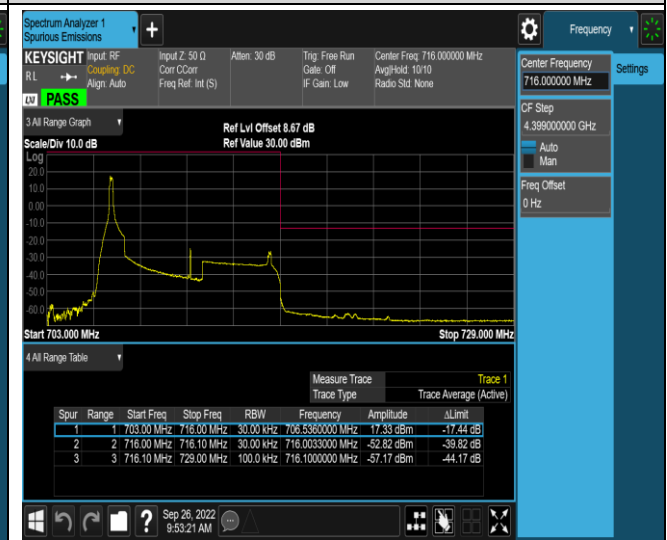 Spectrum Analyzer 1
Spurious Emissions
+
Frequency
KEYSIGHT Input: RF Input Z: 50 Ω Atten: 30 dB Trig: Free Run Center Freq: 716.000000 MHz
RL Coupling: DC Corr CCorr Gate: Off Avg|Hold: 10/10
Align: Auto Freq Ref: Int (S) IF Gain: Low Radio Std: None
LXI PASS
Center Frequency
716.000000 MHz
Settings
CF Step
4.399000000 GHz
Auto
Man
Freq Offset
0 Hz
3 All Range Graph
Ref Lvl Offset 8.67 dB
Scale/Div 10.0 dB Ref Value 30.00 dBm
Log
20.0
10.0
0.00
-10.0
-20.0
-30.0
-40.0
-50.0
-60.0
Start 703.000 MHz Stop 729.000 MHz
4 All Range Table
Measure Trace Trace 1
Trace Type Trace Average (Active)
Spur Range Start Freq Stop Freq RBW Frequency Amplitude ΔLimit
1 1 703.00 MHz 716.00 MHz 30.00 kHz 706.5360000 MHz 17.33 dBm -17.44 dB
2 2 716.00 MHz 716.10 MHz 30.00 kHz 716.0033000 MHz -52.82 dBm -39.82 dB
3 3 716.10 MHz 729.00 MHz 100.0 kHz 716.1000000 MHz -57.17 dBm -44.17 dB
? Sep 26, 2022
9:53:21 AM